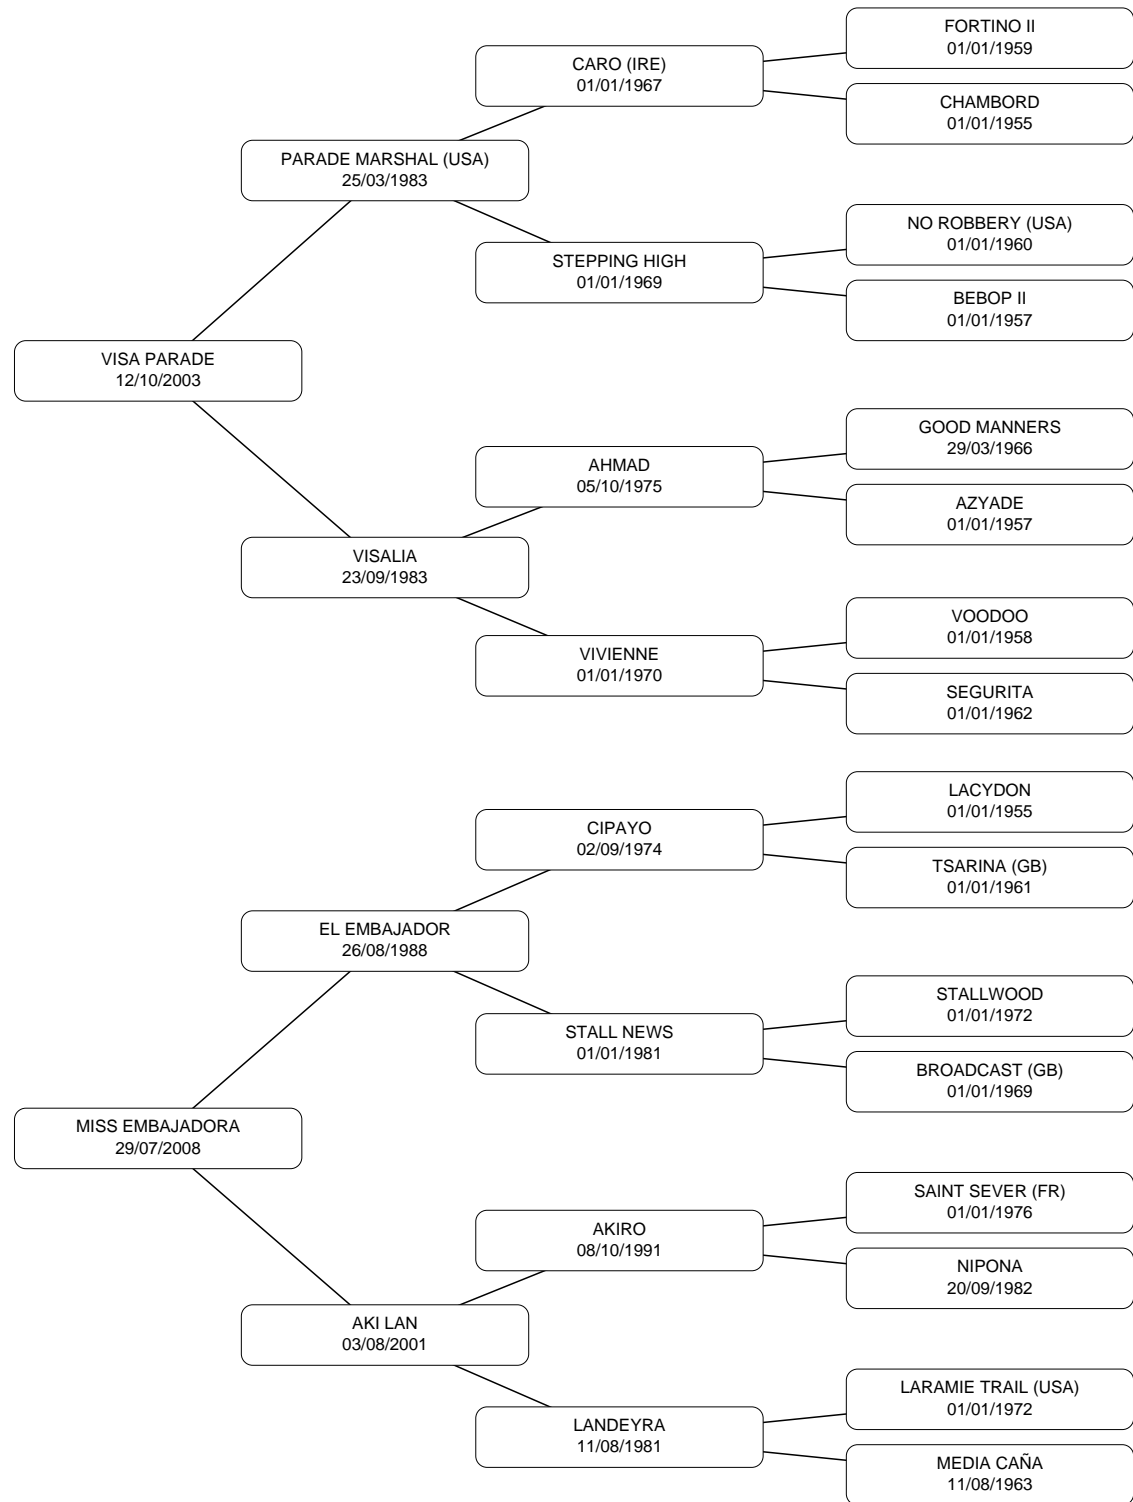 FORTINO II
01/01/1959
CARO (IRE)
01/01/1967
CHAMBORD
01/01/1955
PARADE MARSHAL (USA)
25/03/1983
NO ROBBERY (USA)
01/01/1960
STEPPING HIGH
01/01/1969
BEBOP II
01/01/1957
VISA PARADE
12/10/2003
GOOD MANNERS
29/03/1966
AHMAD
05/10/1975
AZYADE
01/01/1957
VISALIA
23/09/1983
VOODOO
01/01/1958
VIVIENNE
01/01/1970
SEGURITA
01/01/1962
LACYDON
01/01/1955
CIPAYO
02/09/1974
TSARINA (GB)
01/01/1961
EL EMBAJADOR
26/08/1988
STALLWOOD
01/01/1972
STALL NEWS
01/01/1981
BROADCAST (GB)
01/01/1969
MISS EMBAJADORA
29/07/2008
SAINT SEVER (FR)
01/01/1976
AKIRO
08/10/1991
NIPONA
20/09/1982
AKI LAN
03/08/2001
LARAMIE TRAIL (USA)
01/01/1972
LANDEYRA
11/08/1981
MEDIA CAÑA
11/08/1963